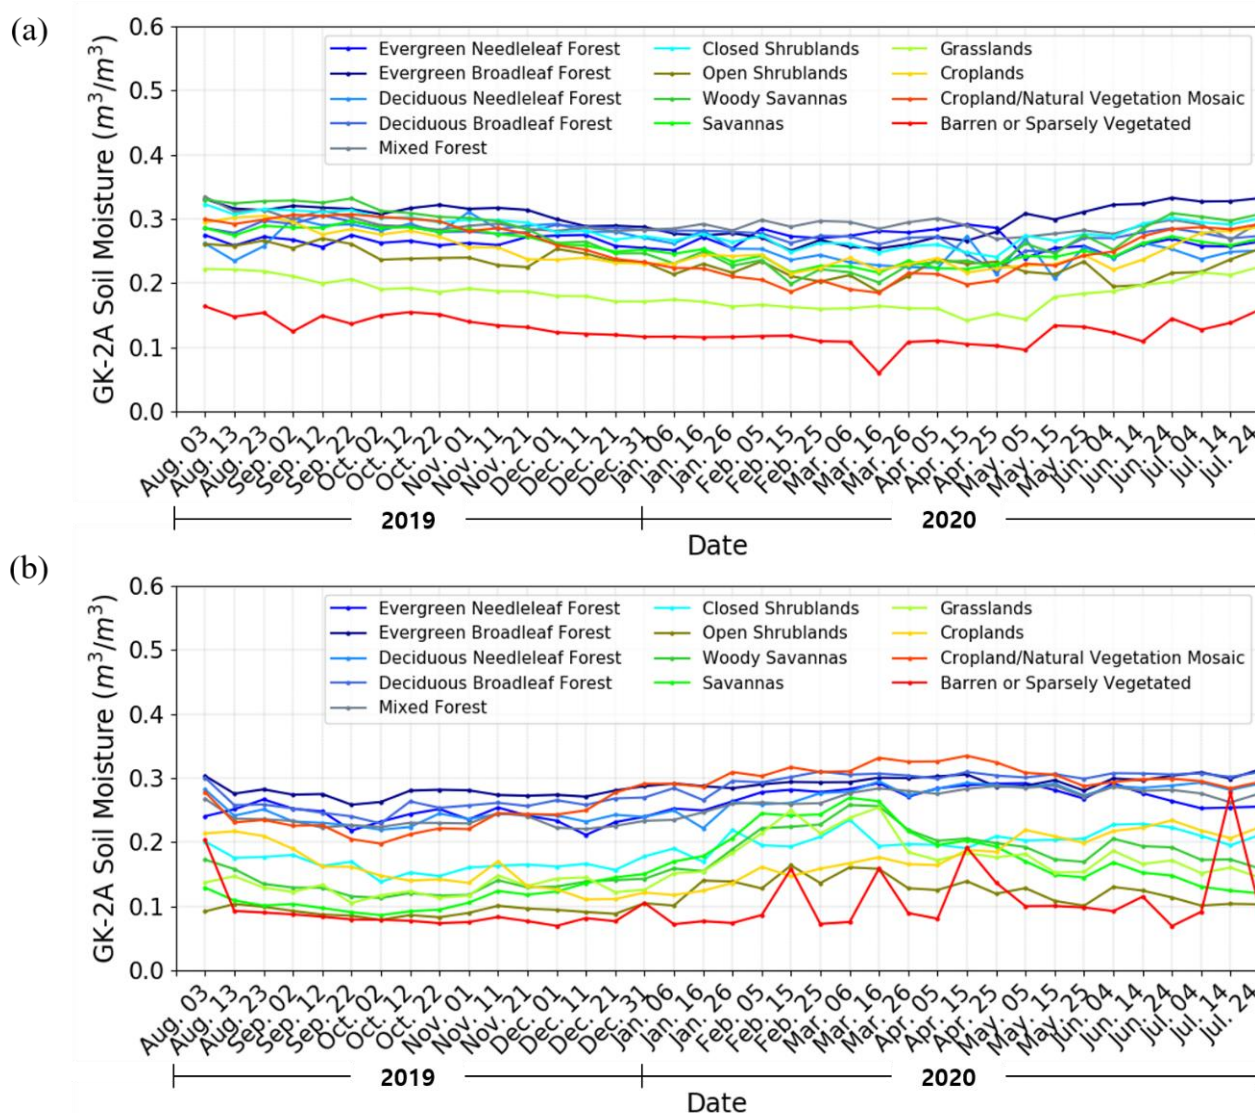 (a)
GK-2A Soil Moisture (m³/m³)
0.6
0.5
0.4
0.3
0.2
0.1
0.0
Evergreen Needleleaf Forest
Evergreen Broadleaf Forest
Deciduous Needleleaf Forest
Deciduous Broadleaf Forest
Mixed Forest
Closed Shrublands
Open Shrublands
Woody Savannas
Savannas
Grasslands
Croplands
Cropland/Natural Vegetation Mosaic
Barren or Sparsely Vegetated
Aug. 03
Aug. 13
Aug. 23
Sep. 02
Sep. 12
Sep. 22
Oct. 02
Oct. 12
Oct. 22
Nov. 01
Nov. 11
Nov. 21
Dec. 01
Dec. 11
Dec. 21
Dec. 31
Jan. 06
Jan. 16
Jan. 26
Feb. 05
Feb. 15
Feb. 25
Mar. 06
Mar. 16
Mar. 26
Apr. 05
Apr. 15
Apr. 25
May. 05
May. 15
May. 25
Jun. 04
Jun. 14
Jun. 24
Jul. 04
Jul. 14
Jul. 24
2019
2020
Date
(b)
GK-2A Soil Moisture (m³/m³)
0.6
0.5
0.4
0.3
0.2
0.1
0.0
Evergreen Needleleaf Forest
Evergreen Broadleaf Forest
Deciduous Needleleaf Forest
Deciduous Broadleaf Forest
Mixed Forest
Closed Shrublands
Open Shrublands
Woody Savannas
Savannas
Grasslands
Croplands
Cropland/Natural Vegetation Mosaic
Barren or Sparsely Vegetated
Aug. 03
Aug. 13
Aug. 23
Sep. 02
Sep. 12
Sep. 22
Oct. 02
Oct. 12
Oct. 22
Nov. 01
Nov. 11
Nov. 21
Dec. 01
Dec. 11
Dec. 21
Dec. 31
Jan. 06
Jan. 16
Jan. 26
Feb. 05
Feb. 15
Feb. 25
Mar. 06
Mar. 16
Mar. 26
Apr. 05
Apr. 15
Apr. 25
May. 05
May. 15
May. 25
Jun. 04
Jun. 14
Jun. 24
Jul. 04
Jul. 14
Jul. 24
2019
2020
Date